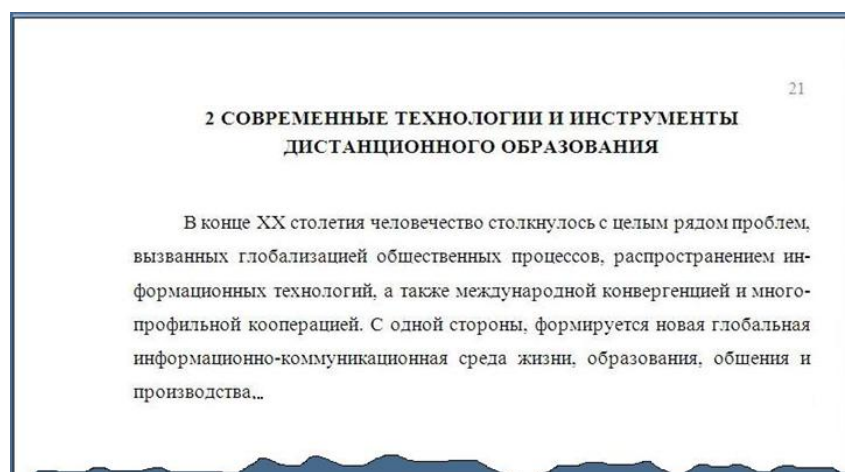 21
2 СОВРЕМЕННЫЕ ТЕХНОЛОГИИ И ИНСТРУМЕНТЫ
ДИСТАНЦИОННОГО ОБРАЗОВАНИЯ
В конце XX столетия человечество столкнулось с целым рядом проблем,
вызванных глобализацией общественных процессов, распространением ин-
формационных технологий, а также международной конвергенцией и много-
профильной кооперацией. С одной стороны, формируется новая глобальная
информационно-коммуникационная среда жизни, образования, общения и
производства...